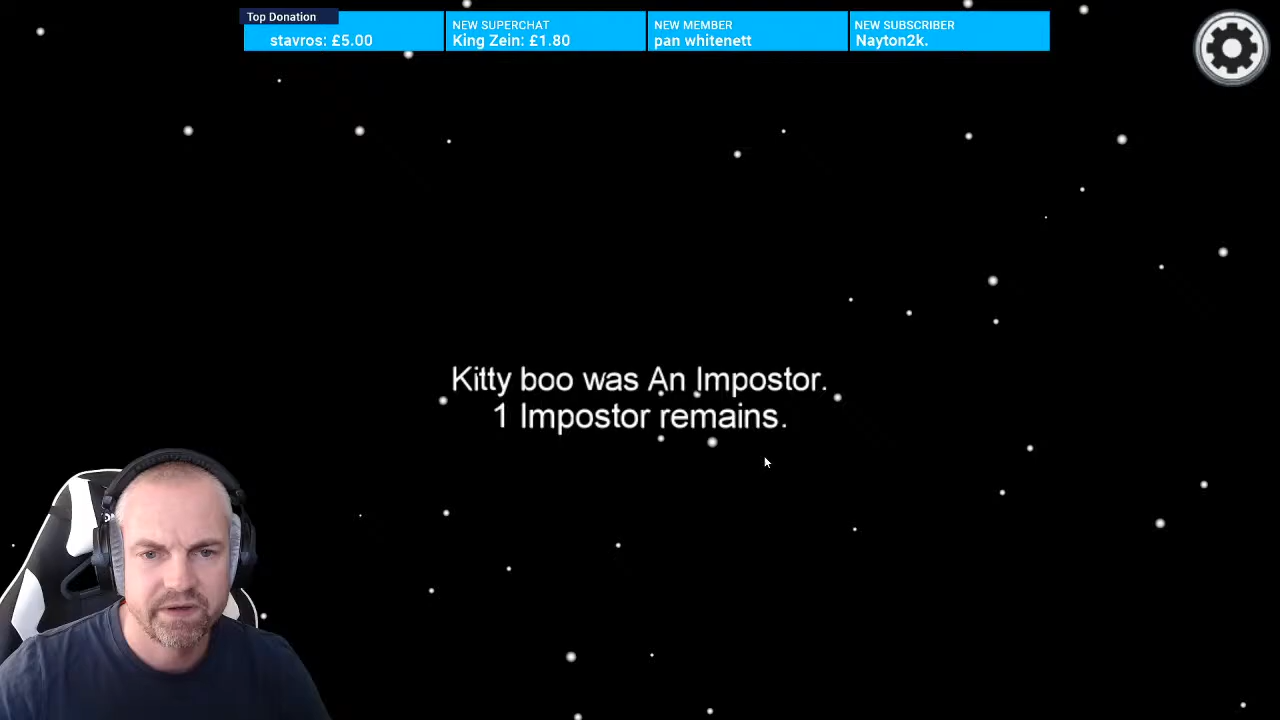 Top Donation
stavros: £5.00
NEW SUPERCHAT
King Zein: £1.80
NEW MEMBER
pan whitenett
NEW SUBSCRIBER
Nayton2k.
Kitty boo was An Impostor.
1 Impostor remains.